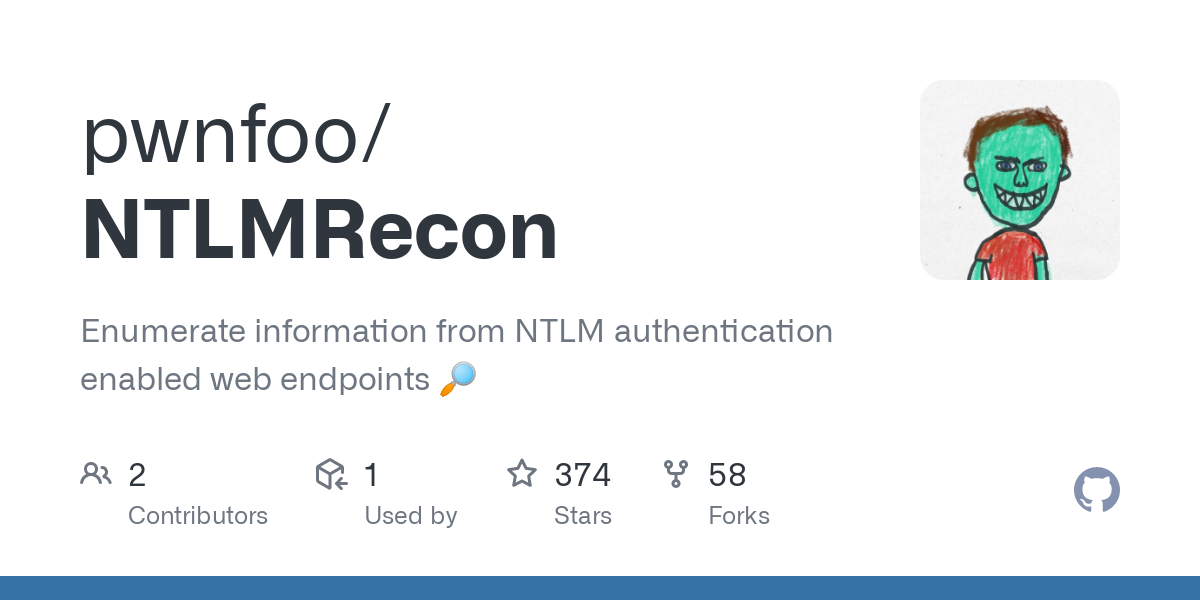 pwnfoo/
NTLMRecon
Enumerate information from NTLM authentication
enabled web endpoints 🔎
2
Contributors
1
Used by
374
Stars
58
Forks